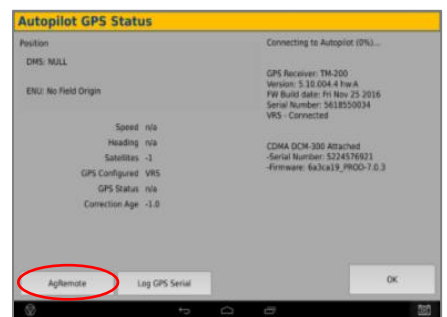 Autopilot GPS Status
Position
DMS: NULL
ENU: No Field Origin
Speed n/a
Heading n/a
Satellites -1
GPS Configured VRS
GPS Status n/a
Correction Age -1.0
Connecting to Autopilot (0%)...
GPS Receiver: TM-200
Version: 5.10.004.4 hw:A
FW Build date: Fri Nov 25 2016
Serial Number: 5618550034
VRS - Connected
CDMA DCM-300 Attached
-Serial Number: 5224576921
-Firmware: 6a3ca19_PROD-7.0.3
AgRemote
Log GPS Serial
OK